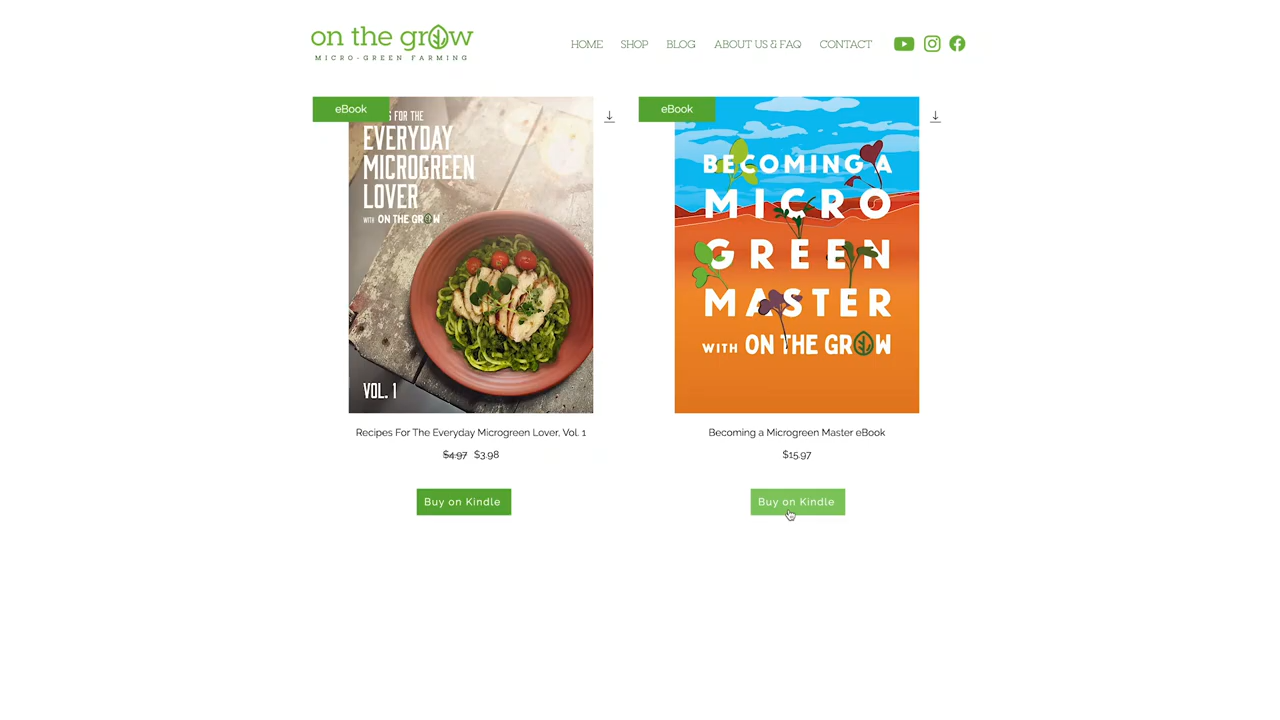 on the grow
MICRO-GREEN FARMING
HOME SHOP BLOG ABOUT US & FAQ CONTACT
eBook
FOR THE
EVERYDAY
MICROGREEN
LOVER
WITH ON THE GROW
VOL. 1
Recipes For The Everyday Microgreen Lover, Vol. 1
$4.97 $3.98
Buy on Kindle
eBook
BECOMING A
MICRO
GREEN
MASTER
WITH ON THE GROW
Becoming a Microgreen Master eBook
$15.97
Buy on Kindle